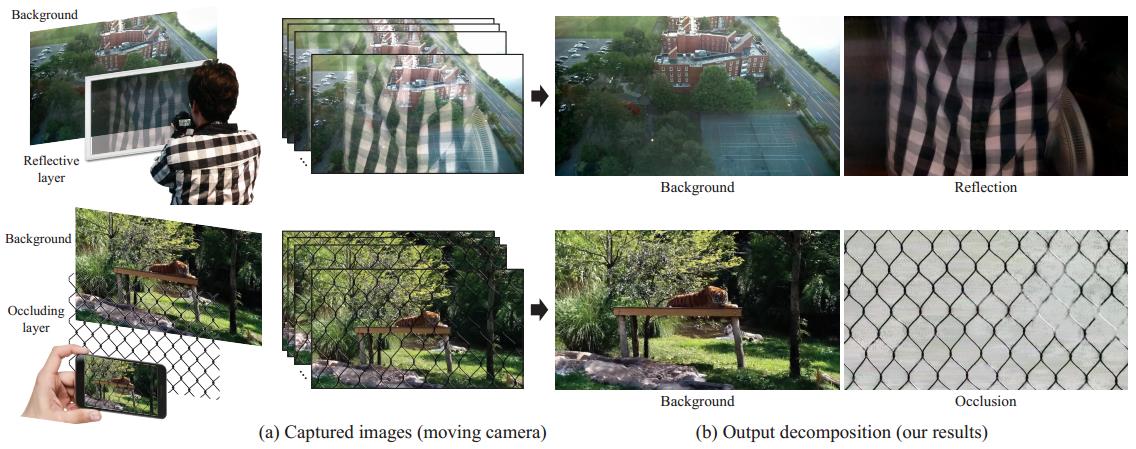 Background
Reflective
layer
Background
Reflection
Background
Occluding
layer
Background
Occlusion
(a) Captured images (moving camera)
(b) Output decomposition (our results)